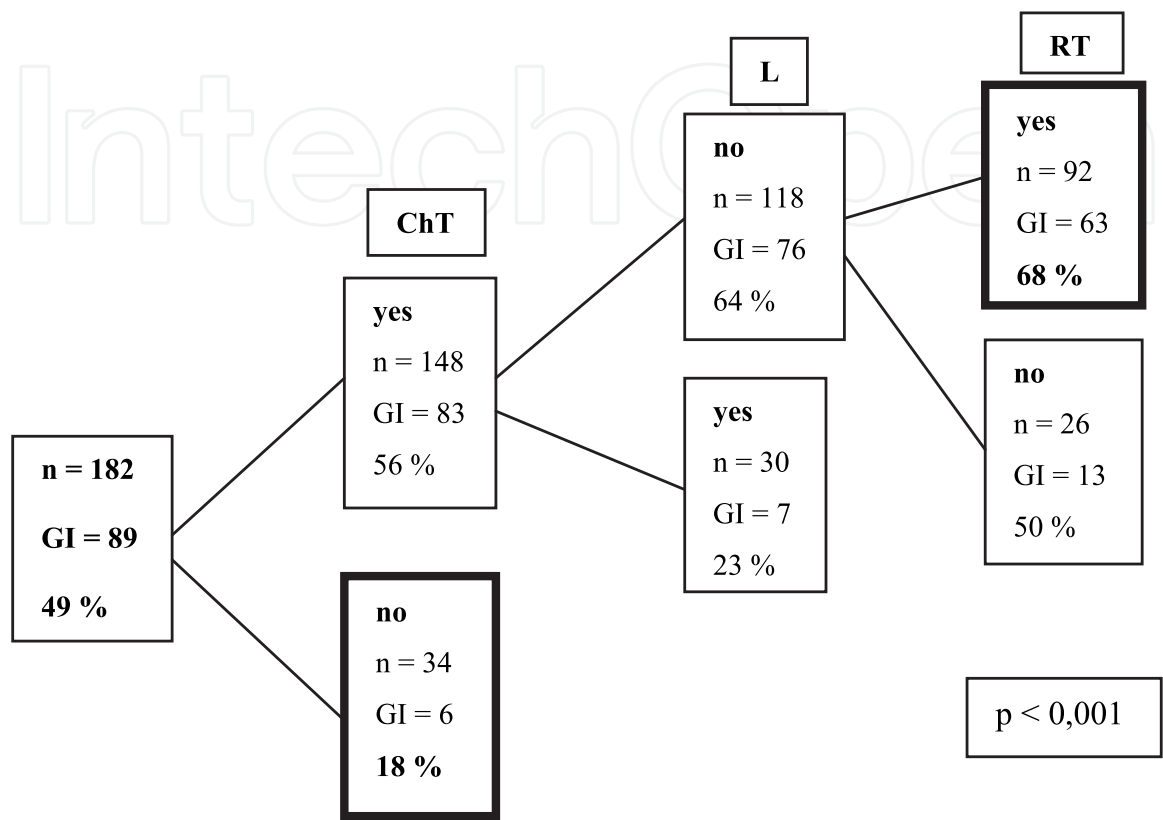 n = 182
GI = 89
49 %
ChT
yes
n = 148
GI = 83
56 %
no
n = 34
GI = 6
18 %
L
no
n = 118
GI = 76
64 %
yes
n = 30
GI = 7
23 %
RT
yes
n = 92
GI = 63
68 %
no
n = 26
GI = 13
50 %
p < 0,001
IntechOpen